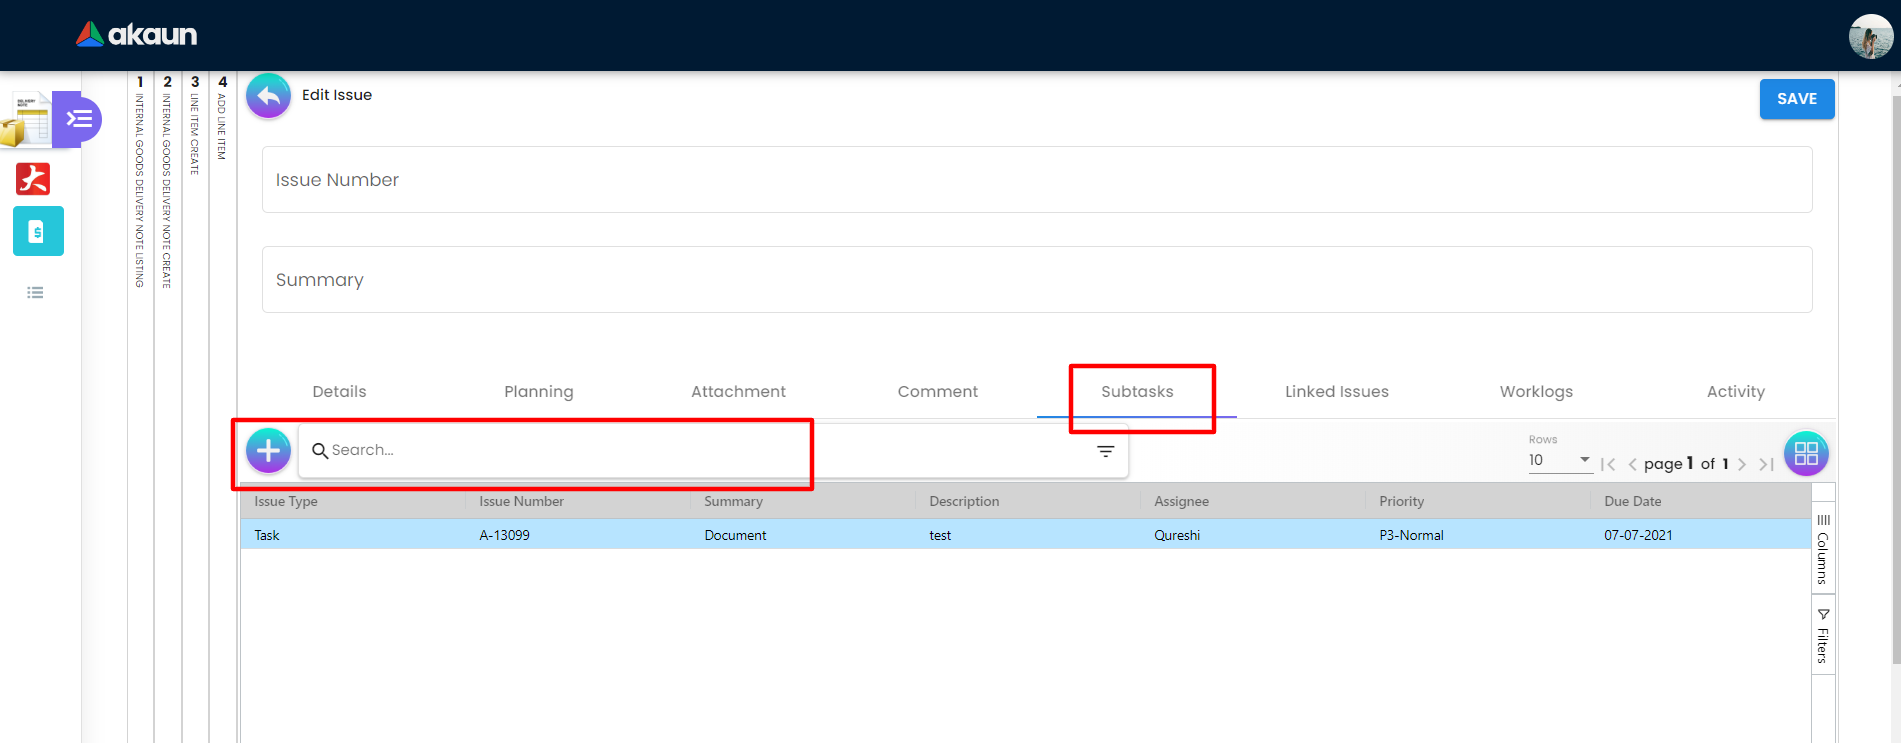 akaun
DELIVERY
NOTE
1 INTERNAL GOODS DELIVERY NOTE LISTING
2 INTERNAL GOODS DELIVERY NOTE CREATE
3 LINE ITEM CREATE
4 ADD LINE ITEM
Edit Issue
SAVE
Issue Number
Summary
Details Planning Attachment Comment Subtasks Linked Issues Worklogs Activity
Search...
Rows
10
page 1 of 1
Issue Type Issue Number Summary Description Assignee Priority Due Date
Task A-13099 Document test Qureshi P3-Normal 07-07-2021
Columns
Filters